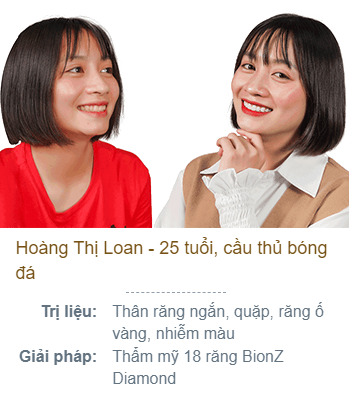 Hoàng Thị Loan - 25 tuổi, cầu thủ bóng
đá
Trị liệu: Thân răng ngắn, quặp, răng ố
vàng, nhiễm màu
Giải pháp: Thẩm mỹ 18 răng BionZ
Diamond